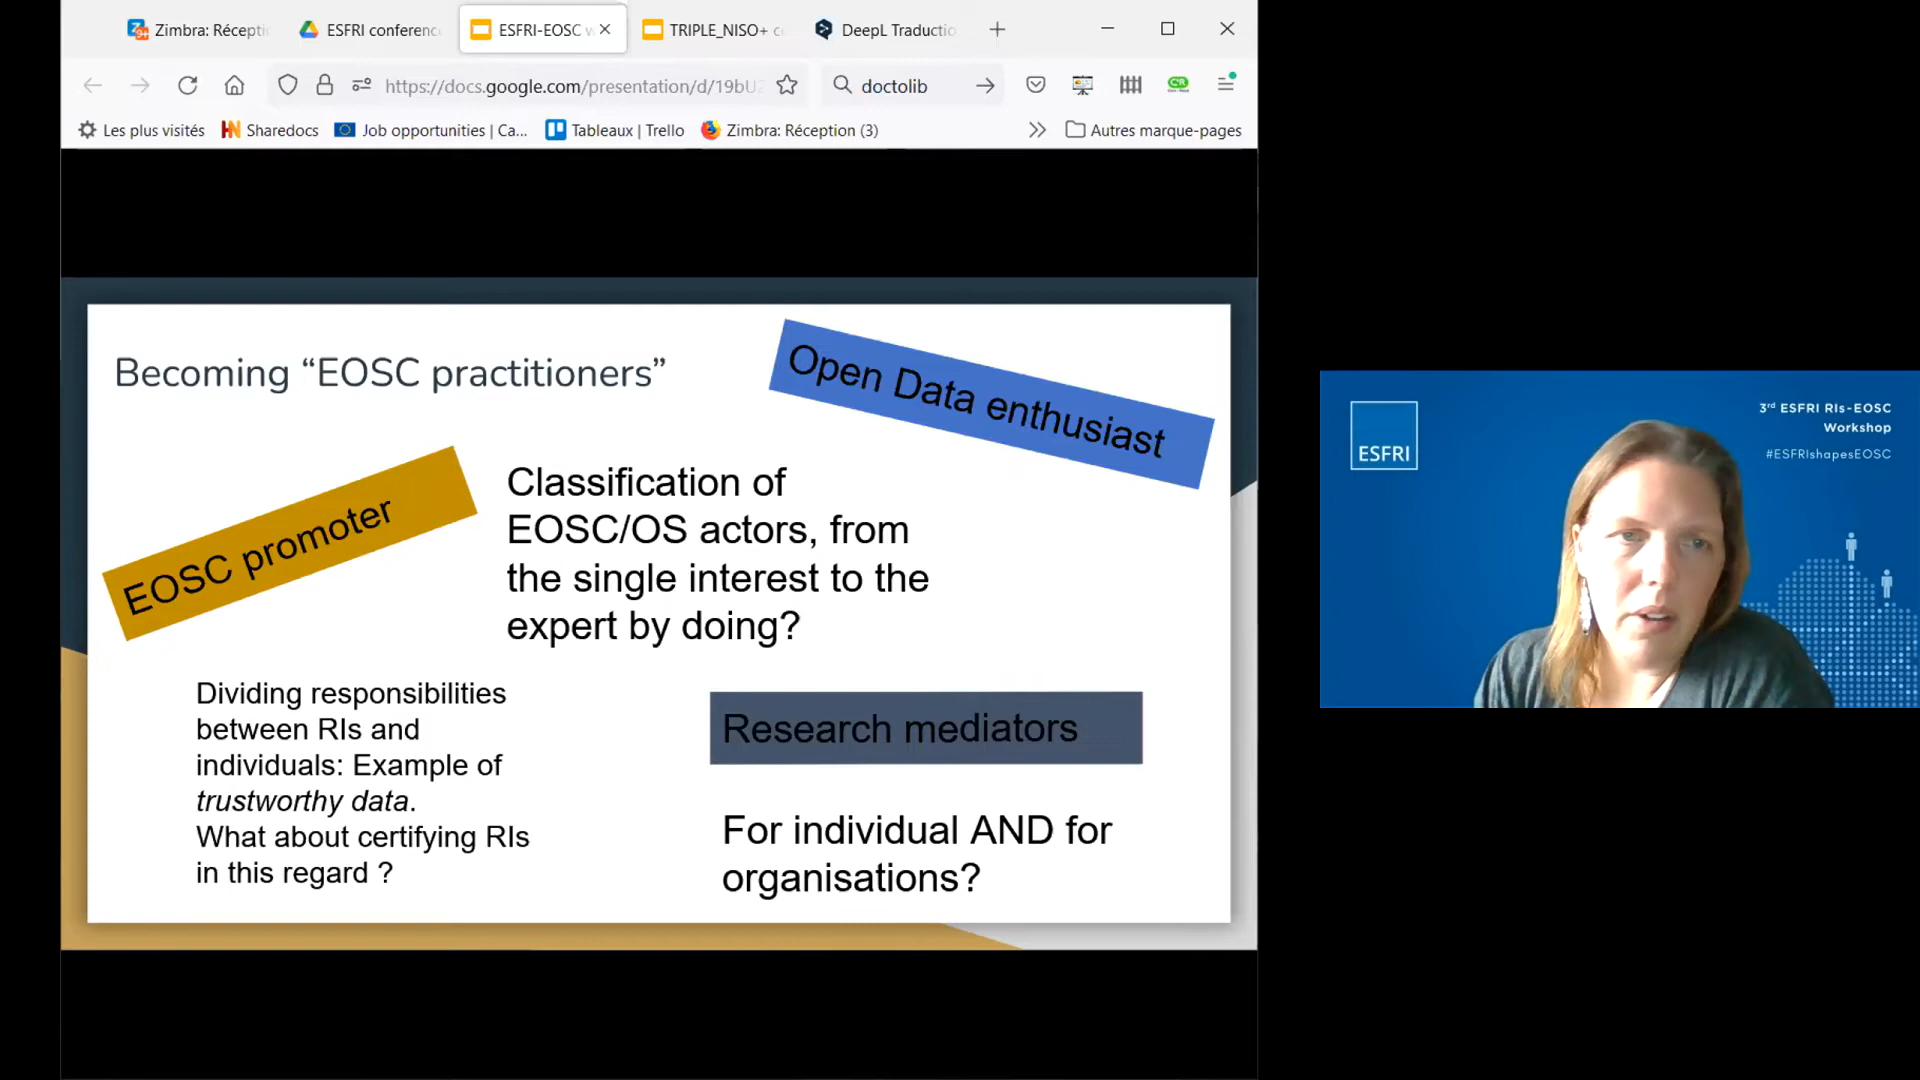 Zimbra: Récepti
ESFRI conferenc
ESFRI-EOSC w
TRIPLE_NISO+ c
DeepL Traductio
https://docs.google.com/presentation/d/19bU
doctolib
Les plus visités
Sharedocs
Job opportunities | Ca...
Tableaux | Trello
Zimbra: Réception (3)
Autres marque-pages
Becoming “EOSC practitioners”
Open Data enthusiast
EOSC promoter
Classification of
EOSC/OS actors, from
the single interest to the
expert by doing?
Dividing responsibilities
between RIs and
individuals: Example of
trustworthy data.
What about certifying RIs
in this regard ?
Research mediators
For individual AND for
organisations?
ESFRI
3rd ESFRI RIs-EOSC
Workshop
#ESFRIshapesEOSC